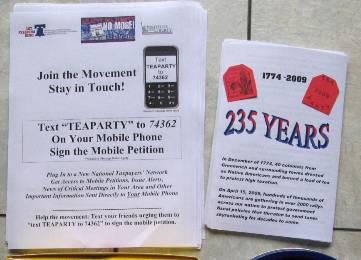 NO MORE!
Text
TEAPARTY
to
74362
Join the Movement
Stay in Touch!
Text "TEAPARTY" to 74362
On Your Mobile Phone
Sign the Mobile Petition
Plug In to a New National Taxpayers' Network
Get Access to Mobile Petitions, Issue Alerts,
News of Critical Meetings in Your Area and Other
Important Information Sent Directly to Your Mobile Phone
Help the movement: Text your friends urging them to
"text TEAPARTY to 74362" to sign the mobile petition.
1774-2009
235 YEARS
In December of 1774, 40 colonists from
Greenwich and surrounding towns dressed
as Native Americans and burned a load of tea
to protest high taxation.
On April 15, 2009, hundreds of thousands of
Americans are gathering in over 2000 rallys
across our nation to protest government
fiscal policies that threaten to send taxes
skyrocketing for decades to come.